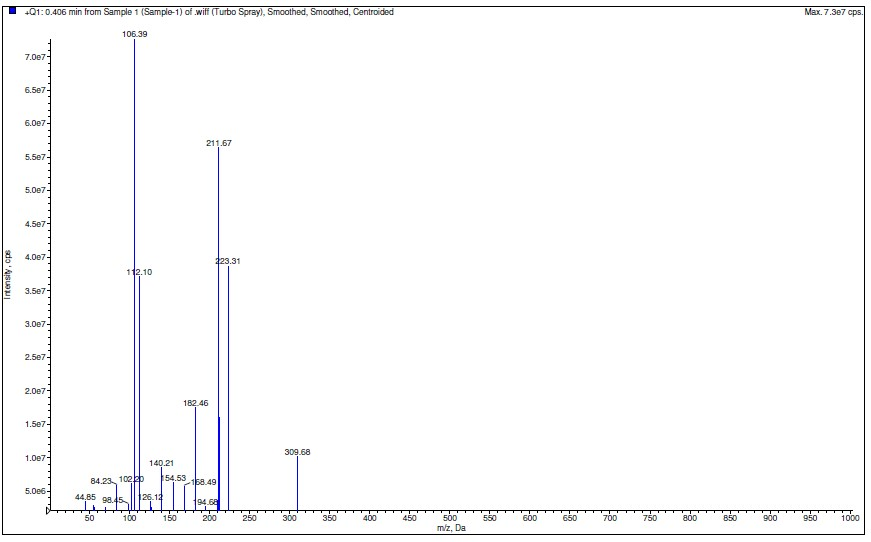 +Q1: 0.406 min from Sample 1 (Sample-1) of .wiff (Turbo Spray), Smoothed, Smoothed, Centroided
Max. 7.3e7 cps.
106.39
7.0e7
6.5e7
6.0e7
211.67
5.5e7
5.0e7
4.5e7
4.0e7
223.31
112.10
3.5e7
3.0e7
2.5e7
2.0e7
182.46
1.5e7
1.0e7
309.68
140.21
84.23
102.20
154.53
168.49
5.0e6
44.85
98.45
126.12
194.68
Intensity, cps
50 100 150 200 250 300 350 400 450 500 550 600 650 700 750 800 850 900 950 1000
m/z, Da